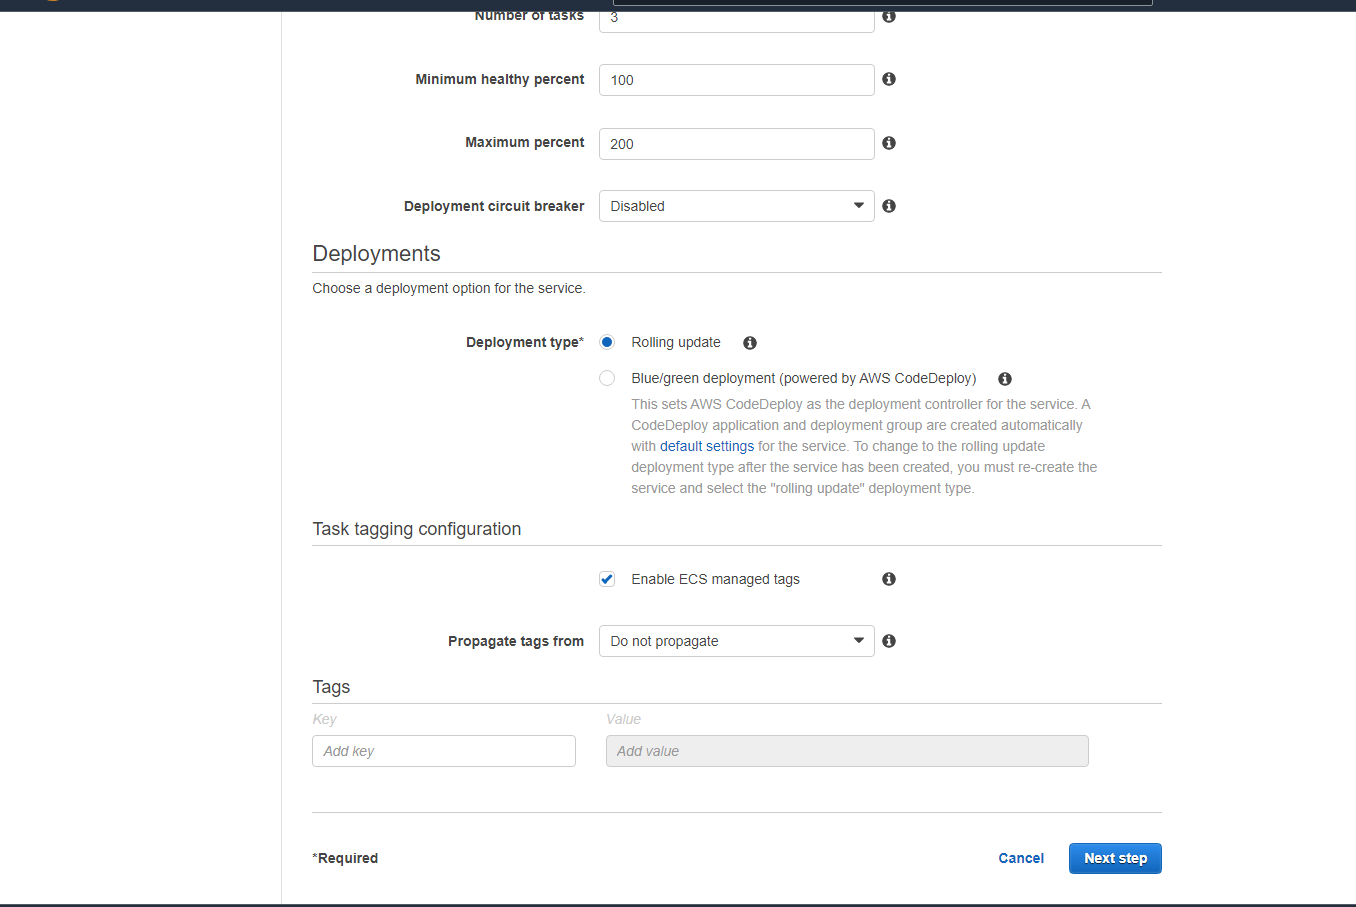 Number of tasks 3
Minimum healthy percent 100
Maximum percent 200
Deployment circuit breaker Disabled
Deployments
Choose a deployment option for the service.
Deployment type* Rolling update
Blue/green deployment (powered by AWS CodeDeploy)
This sets AWS CodeDeploy as the deployment controller for the service. A
CodeDeploy application and deployment group are created automatically
with default settings for the service. To change to the rolling update
deployment type after the service has been created, you must re-create the
service and select the "rolling update" deployment type.
Task tagging configuration
Enable ECS managed tags
Propagate tags from Do not propagate
Tags
Key Value
Add key Add value
*Required Cancel Next step